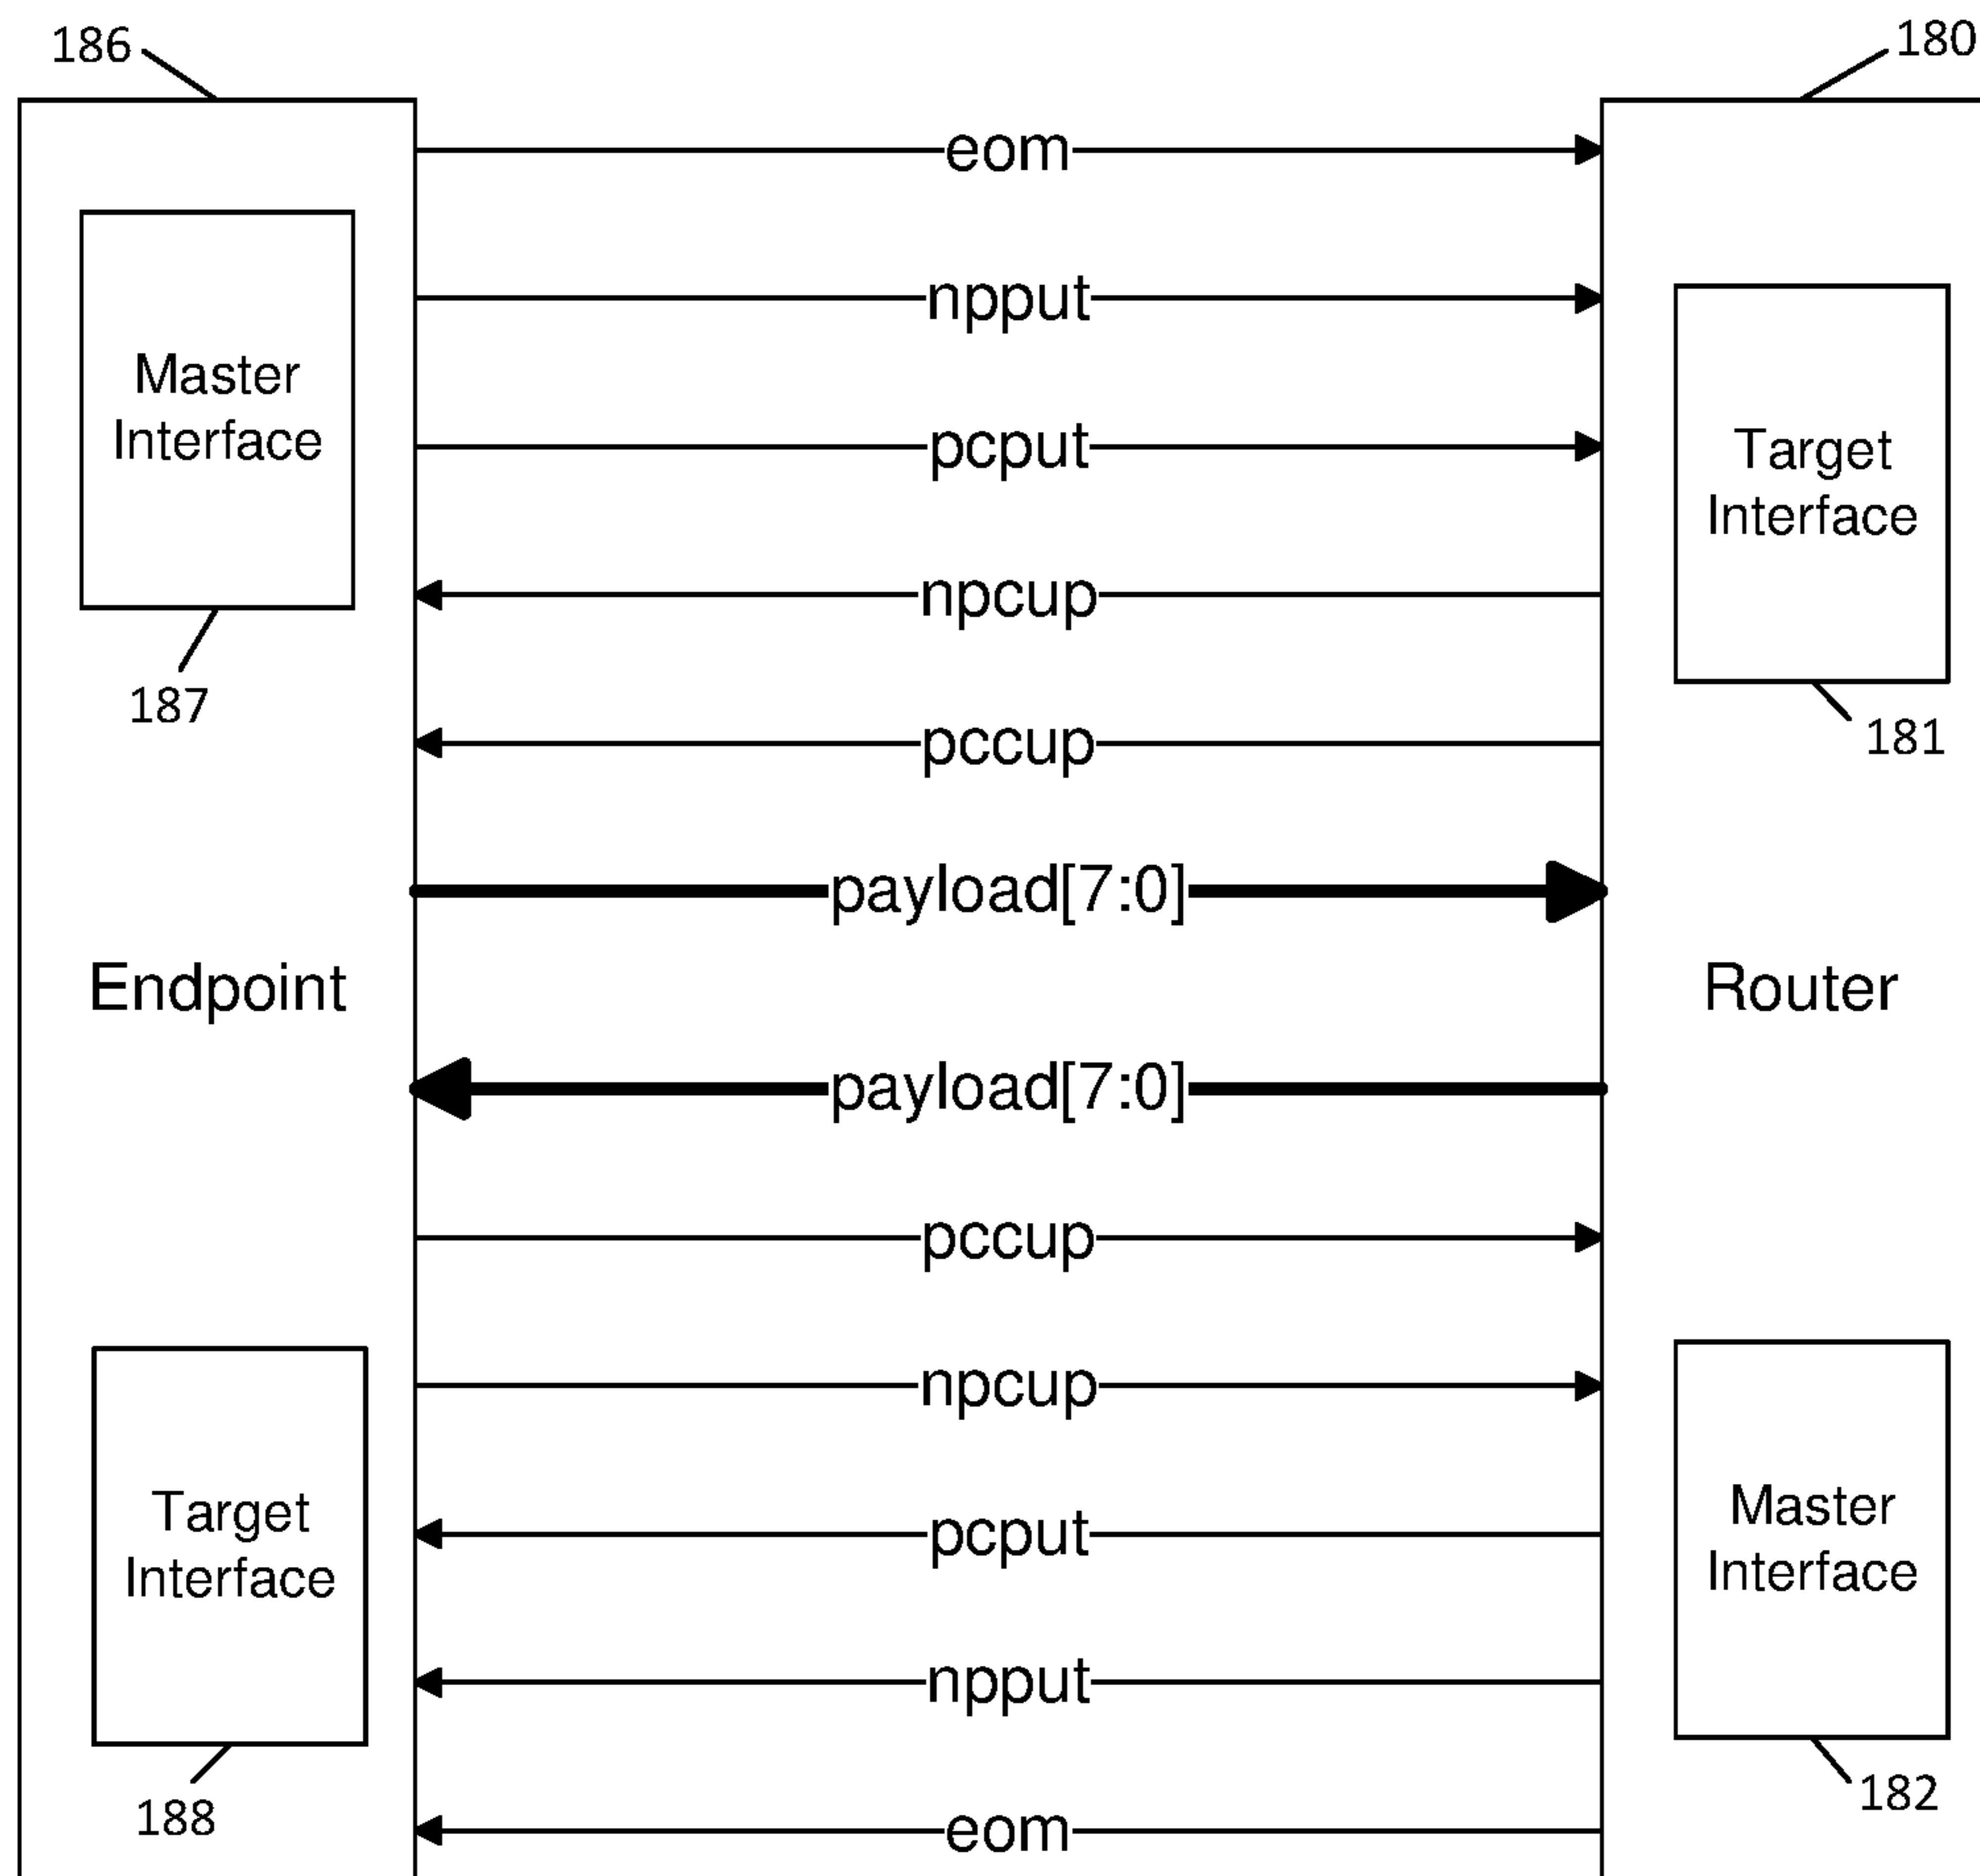 186
180
eom
npput
Master
Interface
pcput
Target
Interface
npcup
187
pccup
181
payload[7:0]
Endpoint
Router
payload[7:0]
pccup
npcup
Target
Interface
pcput
Master
Interface
npput
188
182
eom